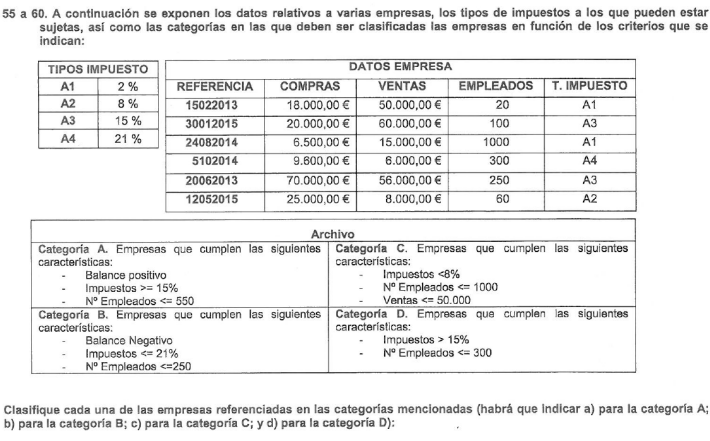 55 a 60. A continuación se exponen los datos relativos a varias empresas, los tipos de impuestos a los que pueden estar
sujetas, así como las categorías en las que deben ser clasificadas las empresas en función de los criterios que se
indican:
TIPOS IMPUESTO
A1 2 %
A2 8 %
A3 15 %
A4 21 %
DATOS EMPRESA
REFERENCIA COMPRAS VENTAS EMPLEADOS T. IMPUESTO
15022013 18.000,00 € 50.000,00 € 20 A1
30012015 20.000,00 € 60.000,00 € 100 A3
24082014 6.500,00 € 15.000,00 € 1000 A1
5102014 9.600,00 € 6.000,00 € 300 A4
20062013 70.000,00 € 56.000,00 € 250 A3
12052015 25.000,00 € 8.000,00 € 60 A2
Archivo
Categoría A. Empresas que cumplen las siguientes
características:
- Balance positivo
- Impuestos >= 15%
- Nº Empleados <= 550
Categoría C. Empresas que cumplen las siguientes
características:
- Impuestos <8%
- Nº Empleados <= 1000
- Ventas <= 50.000
Categoría B. Empresas que cumplen las siguientes
características:
- Balance Negativo
- Impuestos <= 21%
- Nº Empleados <=250
Categoría D. Empresas que cumplen las siguientes
características:
- Impuestos > 15%
- Nº Empleados <= 300
Clasifique cada una de las empresas referenciadas en las categorías mencionadas (habrá que indicar a) para la categoría A;
b) para la categoría B; c) para la categoría C; y d) para la categoría D):